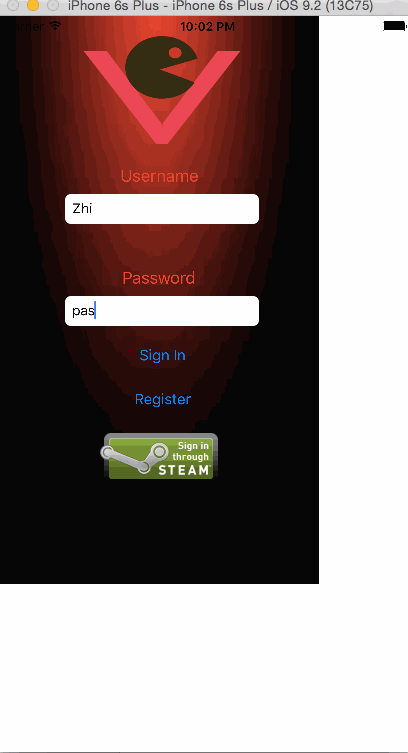 iPhone 6s Plus - iPhone 6s Plus / iOS 9.2 (13C75)
10:02 PM
Username
Zhi
Password
pas
Sign In
Register
Sign in
through
STEAM